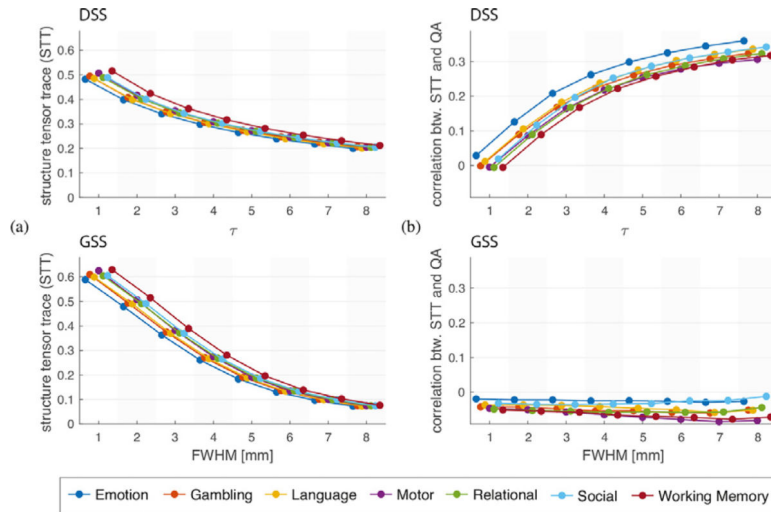 DSS
structure tensor trace (STT)
0.6
0.5
0.4
0.3
0.2
0.1
0
1 2 3 4 5 6 7 8
τ
(a)
DSS
correlation btw. STT and QA
0.3
0.2
0.1
0
1 2 3 4 5 6 7 8
τ
(b)
GSS
structure tensor trace (STT)
0.6
0.5
0.4
0.3
0.2
0.1
0
1 2 3 4 5 6 7 8
FWHM [mm]
GSS
correlation btw. STT and QA
0.3
0.2
0.1
0
1 2 3 4 5 6 7 8
FWHM [mm]
Emotion Gambling Language Motor Relational Social Working Memory